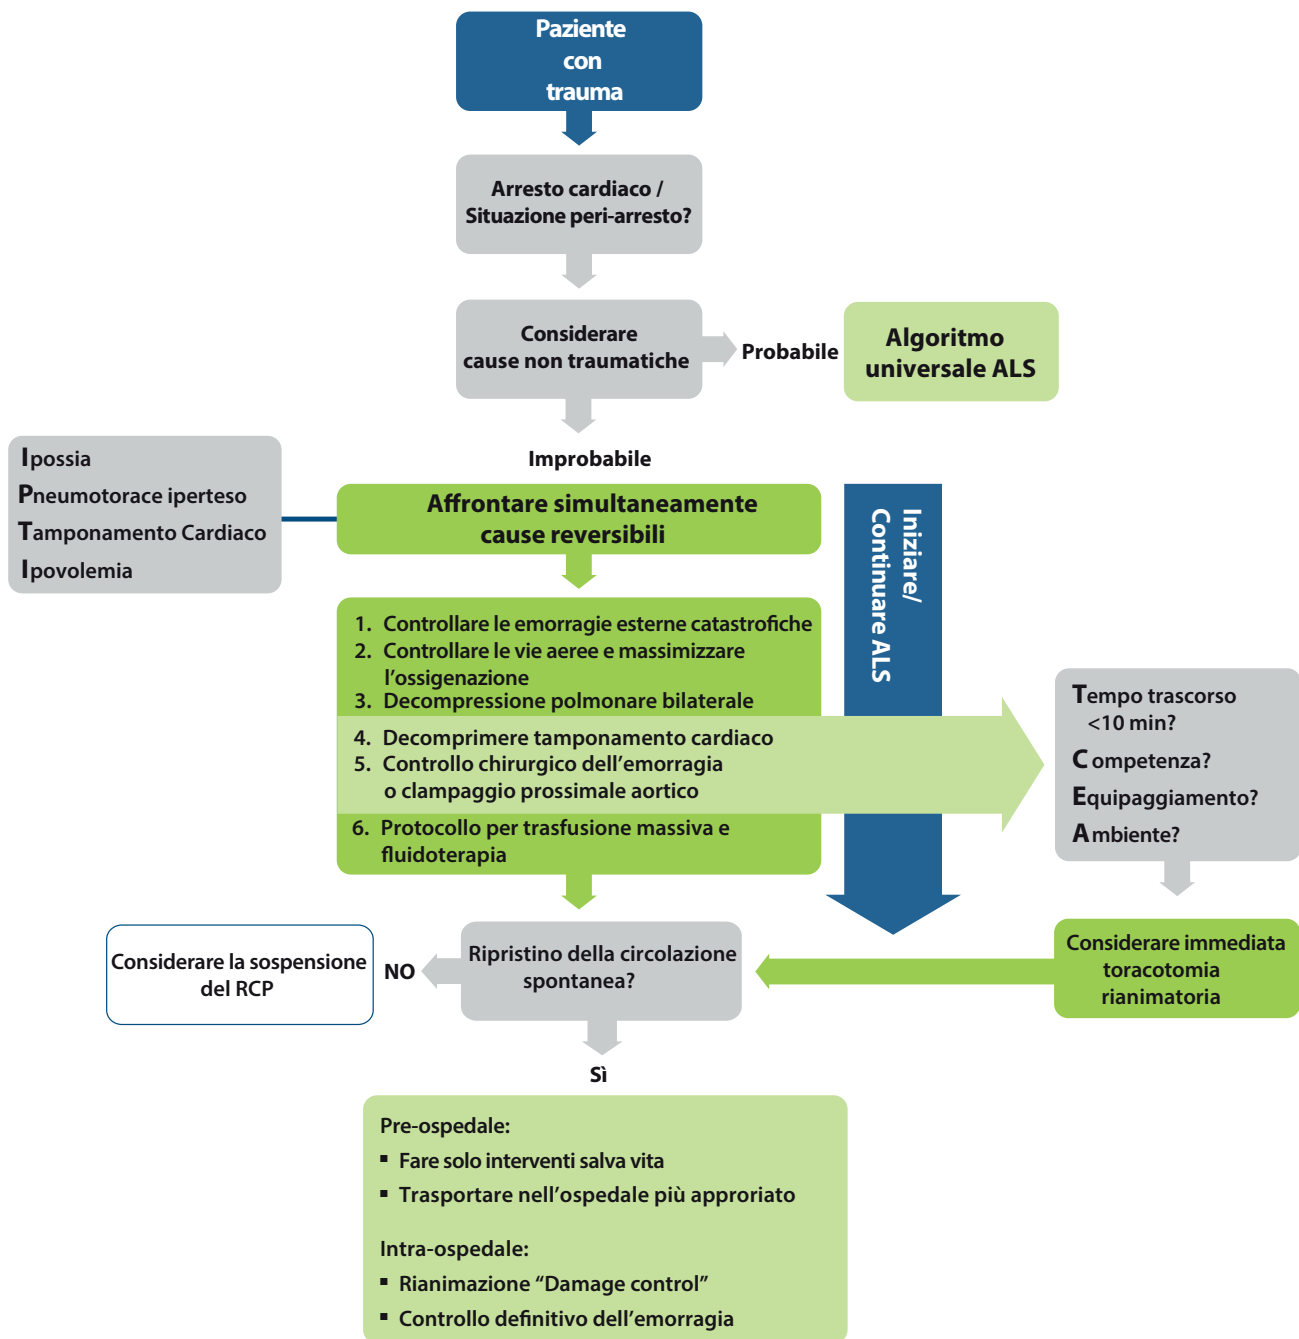 Paziente
con
trauma
Arresto cardiaco /
Situazione peri-arresto?
Considerare
cause non traumatiche
Probabile
Algoritmo
universale ALS
Improbabile
Ipossia
Pneumotorace iperteso
Tamponamento Cardiaco
Ipovolemia
Affrontare simultaneamente
cause reversibili
Iniziare/
Continuare ALS
1. Controllare le emorragie esterne catastrofiche
2. Controllare le vie aeree e massimizzare
l'ossigenazione
3. Decompressione polmonare bilaterale
4. Decomprimere tamponamento cardiaco
5. Controllo chirurgico dell'emorragia
o clampaggio prossimale aortico
6. Protocollo per trasfusione massiva e
fluidoterapia
Tempo trascorso
<10 min?
Competenza?
Equipaggiamento?
Ambiente?
Considerare immediata
toracotomia
rianimatoria
Ripristino della circolazione
spontanea?
NO
Considerare la sospensione
del RCP
Sì
Pre-ospedale:
▪ Fare solo interventi salva vita
▪ Trasportare nell'ospedale più approriato
Intra-ospedale:
▪ Rianimazione “Damage control”
▪ Controllo definitivo dell'emorragia